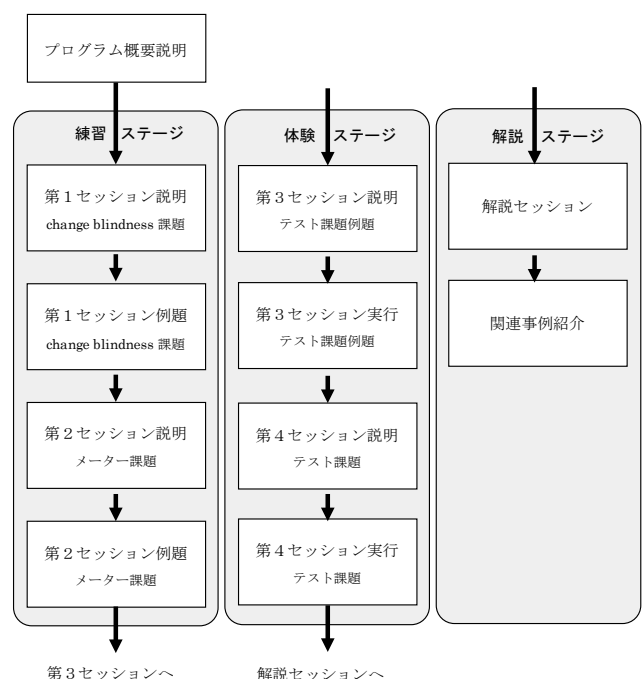 プログラム概要説明
練習 ステージ
第１セッション説明
change blindness 課題
第１セッション例題
change blindness 課題
第２セッション説明
メーター課題
第２セッション例題
メーター課題
第３セッションへ
体験 ステージ
第３セッション説明
テスト課題例題
第３セッション実行
テスト課題例題
第４セッション説明
テスト課題
第４セッション実行
テスト課題
解説セッションへ
解説 ステージ
解説セッション
関連事例紹介